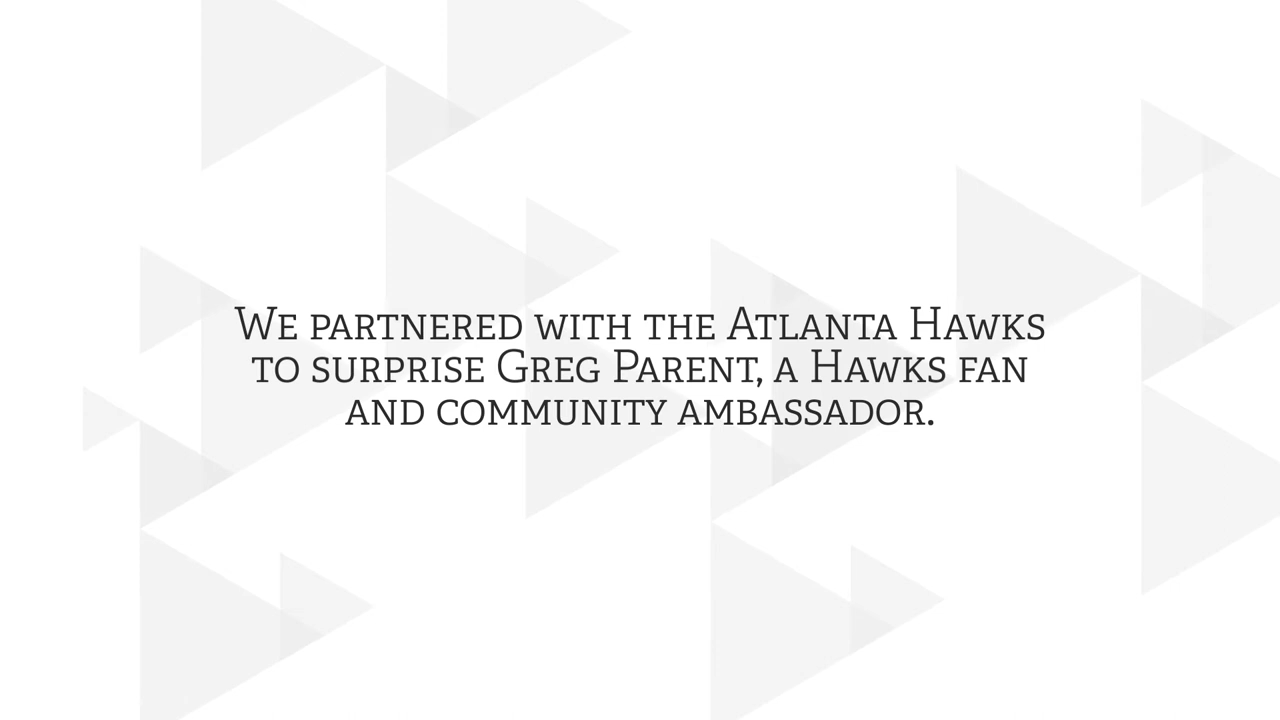 We partnered with the Atlanta Hawks
to surprise Greg Parent, a Hawks fan
and community ambassador.